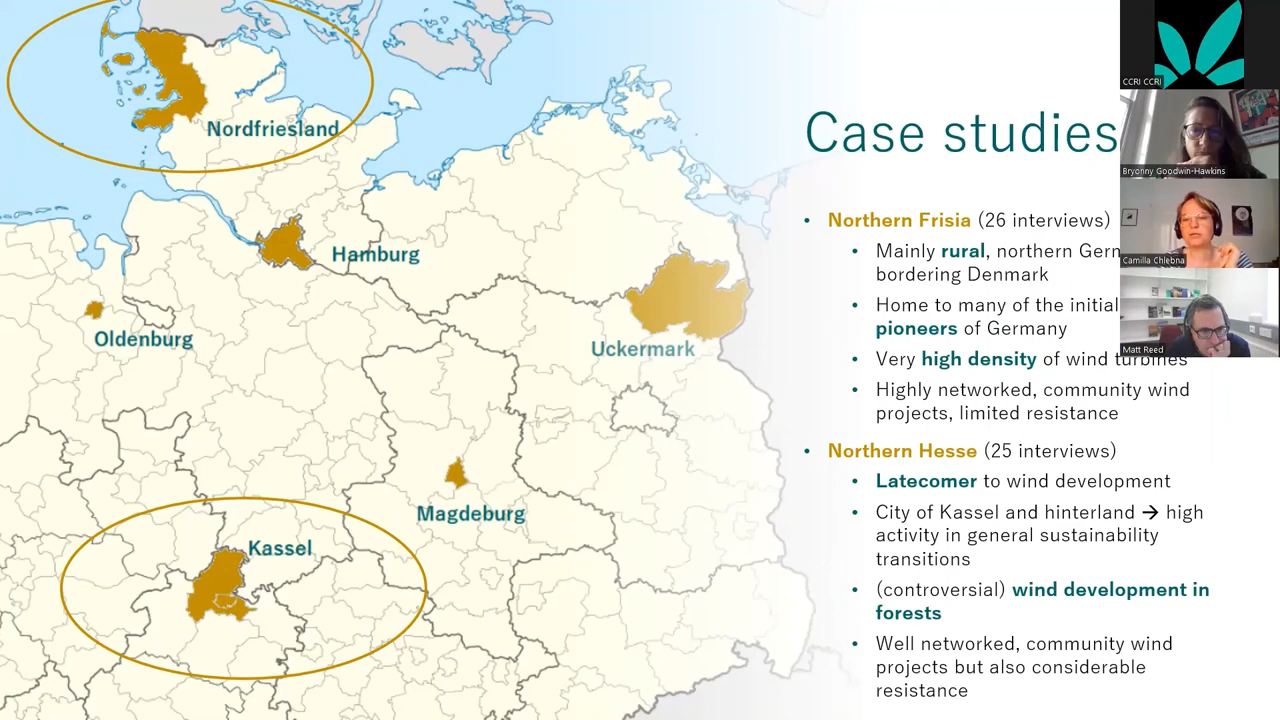 Nordfriesland
Hamburg
Oldenburg
Uckermark
Magdeburg
Kassel
Case studies
• Northern Frisia (26 interviews)
• Mainly rural, northern Gern
bordering Denmark
• Home to many of the initial
pioneers of Germany
• Very high density of wind turbines
• Highly networked, community wind
projects, limited resistance
• Northern Hesse (25 interviews)
• Latecomer to wind development
• City of Kassel and hinterland → high
activity in general sustainability
transitions
• (controversial) wind development in
forests
• Well networked, community wind
projects but also considerable
resistance
CCRI CCRI
Bryonny Goodwin-Hawkins
Camilla Chlebna
Matt Reed